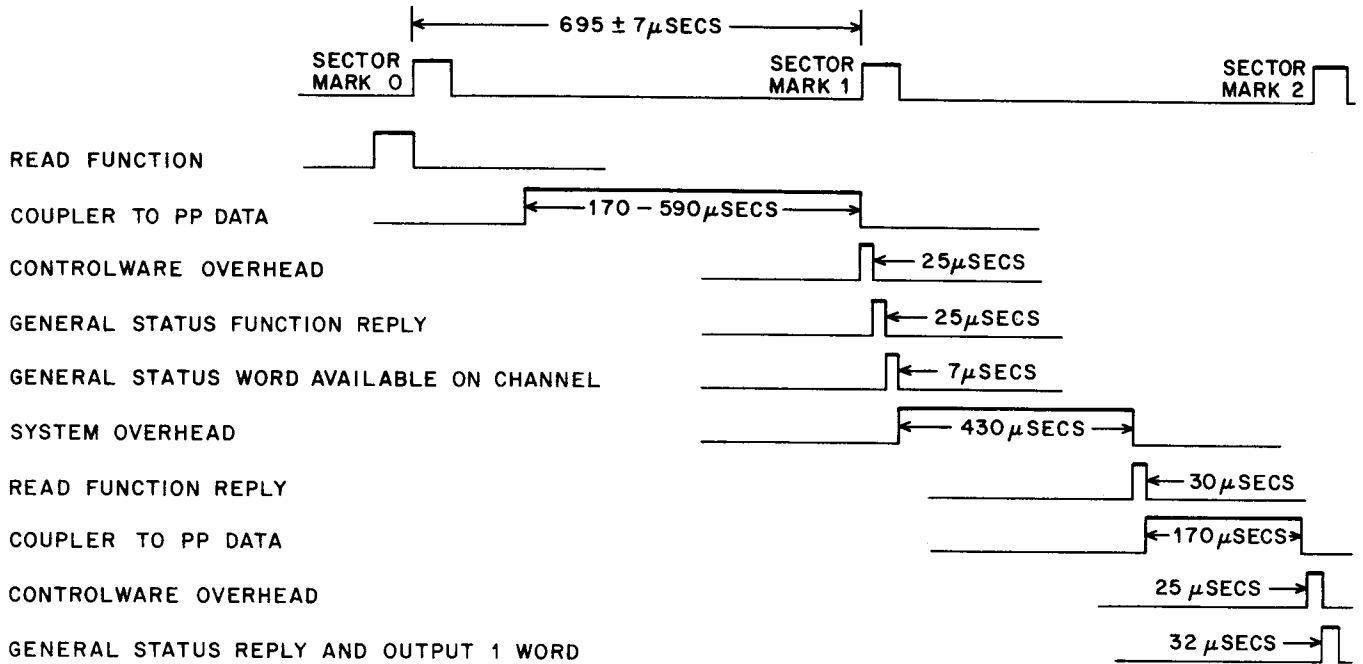 695 ± 7μSECS
SECTOR MARK 0
SECTOR MARK 1
SECTOR MARK 2
READ FUNCTION
COUPLER TO PP DATA
170 – 590μSECS
CONTROLWARE OVERHEAD
25μSECS
GENERAL STATUS FUNCTION REPLY
25μSECS
GENERAL STATUS WORD AVAILABLE ON CHANNEL
7μSECS
SYSTEM OVERHEAD
430μSECS
READ FUNCTION REPLY
30μSECS
COUPLER TO PP DATA
170μSECS
CONTROLWARE OVERHEAD
25 μSECS
GENERAL STATUS REPLY AND OUTPUT 1 WORD
32 μSECS